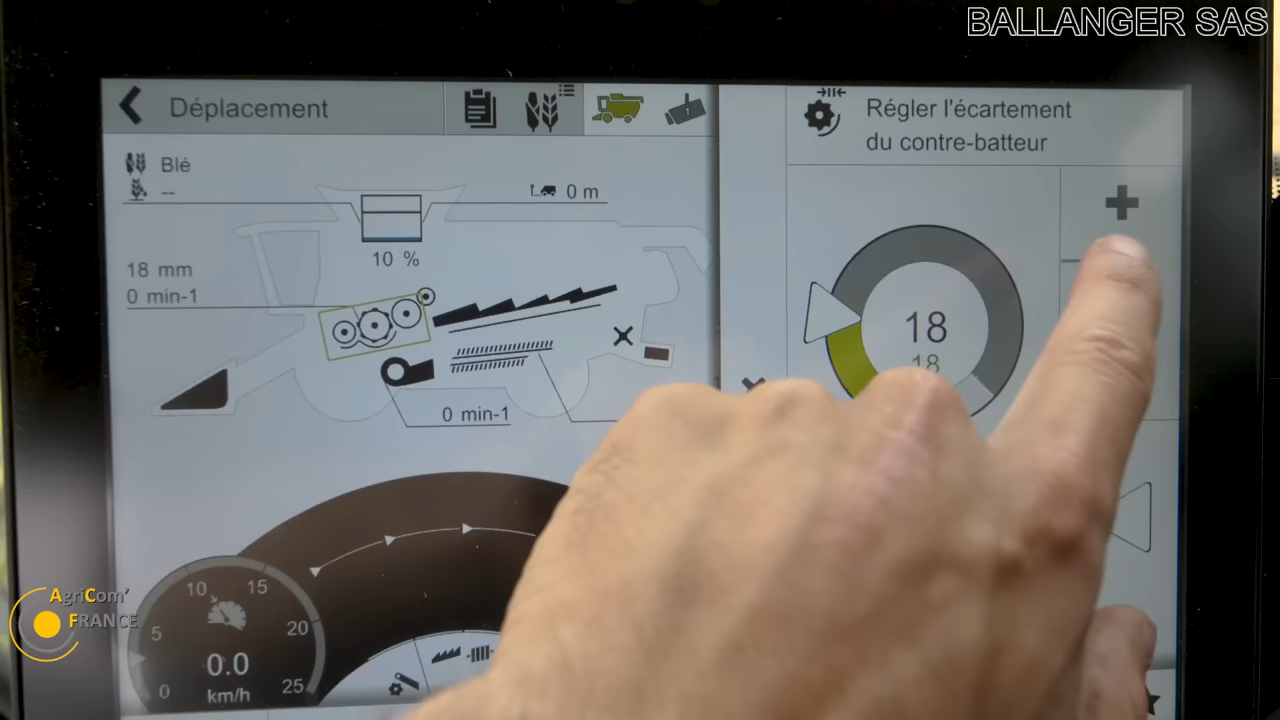 BALLANGER SAS
Déplacement
Régler l'écartement
du contre-batteur
Blé
--
0 m
10 %
18 mm
0 min-1
18
18
0 min-1
10
15
5
20
0.0
0
km/h
25
AgriCom'
FRANCE